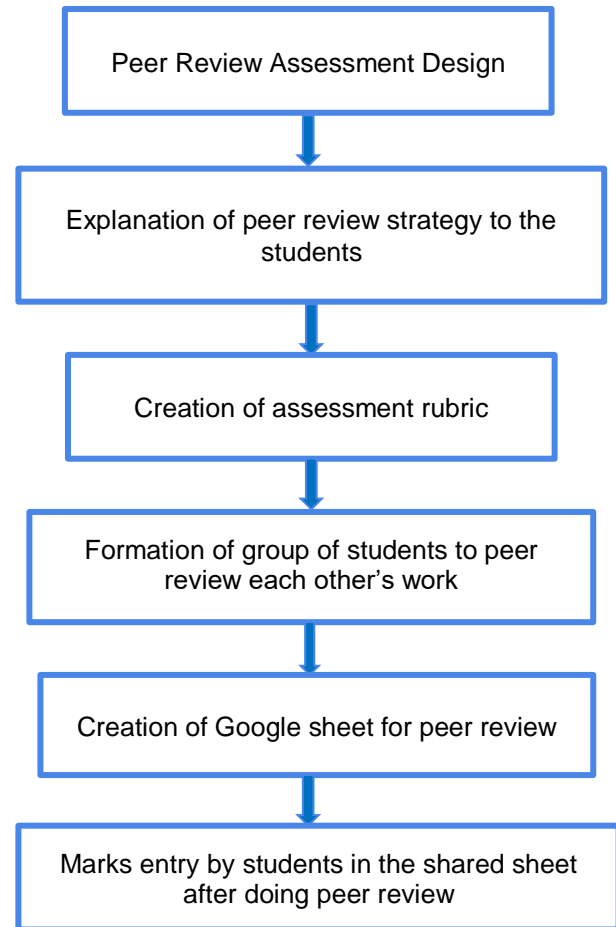 Peer Review Assessment Design
Explanation of peer review strategy to the
students
Creation of assessment rubric
Formation of group of students to peer
review each other’s work
Creation of Google sheet for peer review
Marks entry by students in the shared sheet
after doing peer review